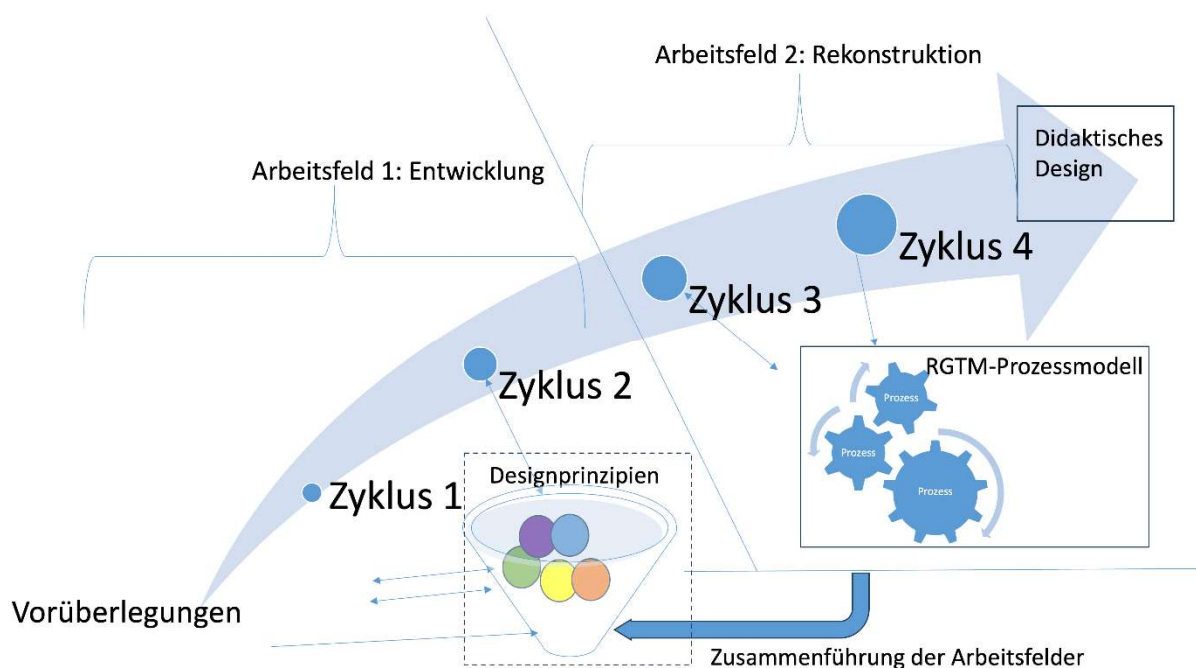 Arbeitsfeld 2: Rekonstruktion
Didaktisches
Design
Arbeitsfeld 1: Entwicklung
Zyklus 4
Zyklus 3
Zyklus 2
Zyklus 1
RGTM-Prozessmodell
Prozess
Prozess
Prozess
Designprinzipien
Vorüberlegungen
Zusammenführung der Arbeitsfelder